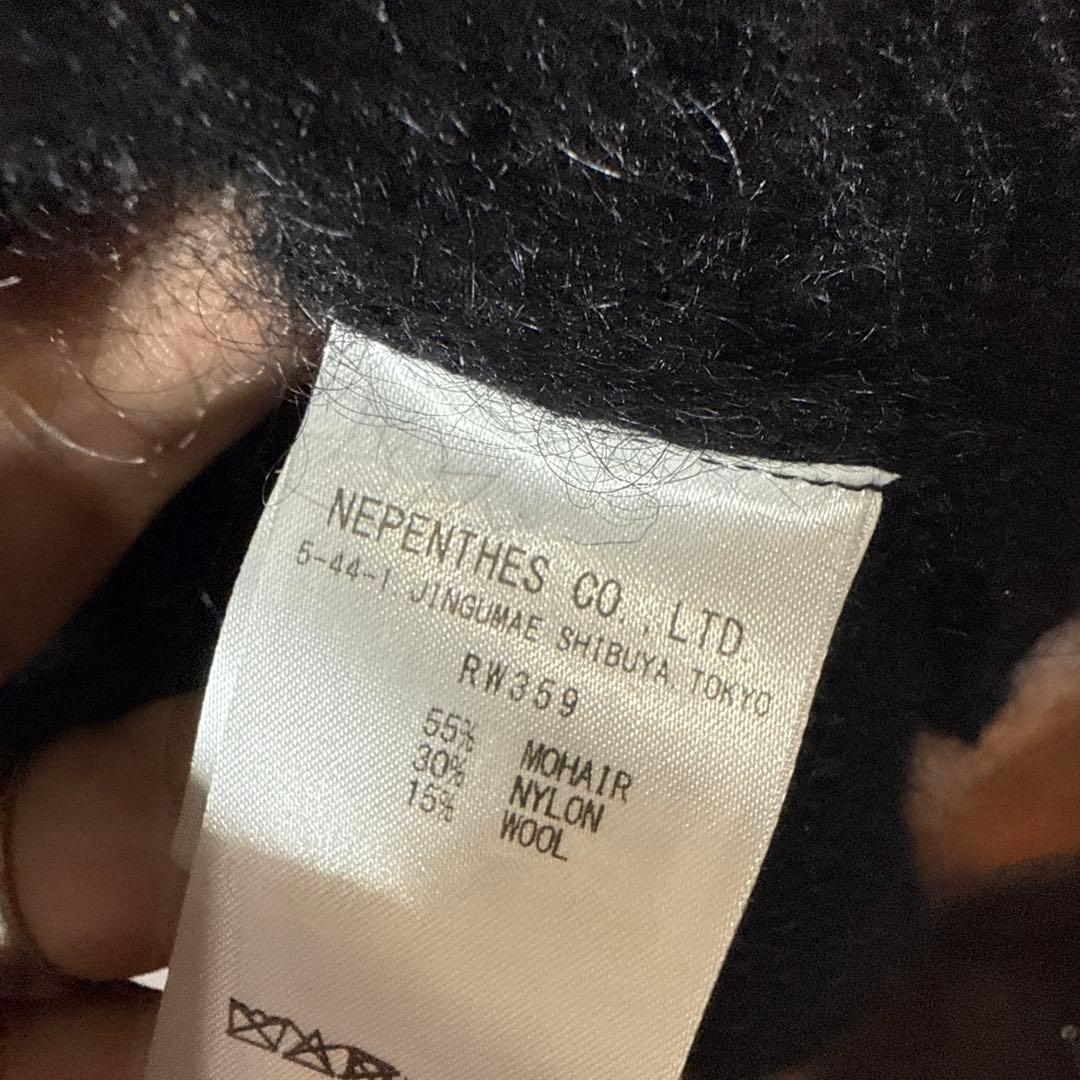 NEPENTHES CO.,LTD.
5-44-1 JINGUMAE SHIBUYA TOKYO
RW359
55% MOHAIR
30% NYLON
15% WOOL